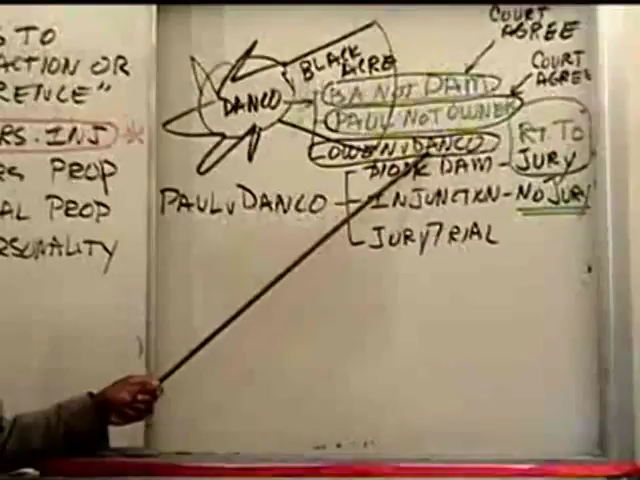 S TO
ACTION OR
RENCE"
RS. INJ *
RS PROP
AL PROP
RSONALITY
COURT
AGREE
COURT
AGREE
BLACK
ACRE
DANCO
BA NOT DAM
PAUL NOT OWNER
OWEN v DANCO
RT. TO
JURY
DAM -
PAUL v DANCO
INJUNCTION - NO JURY
JURY TRIAL